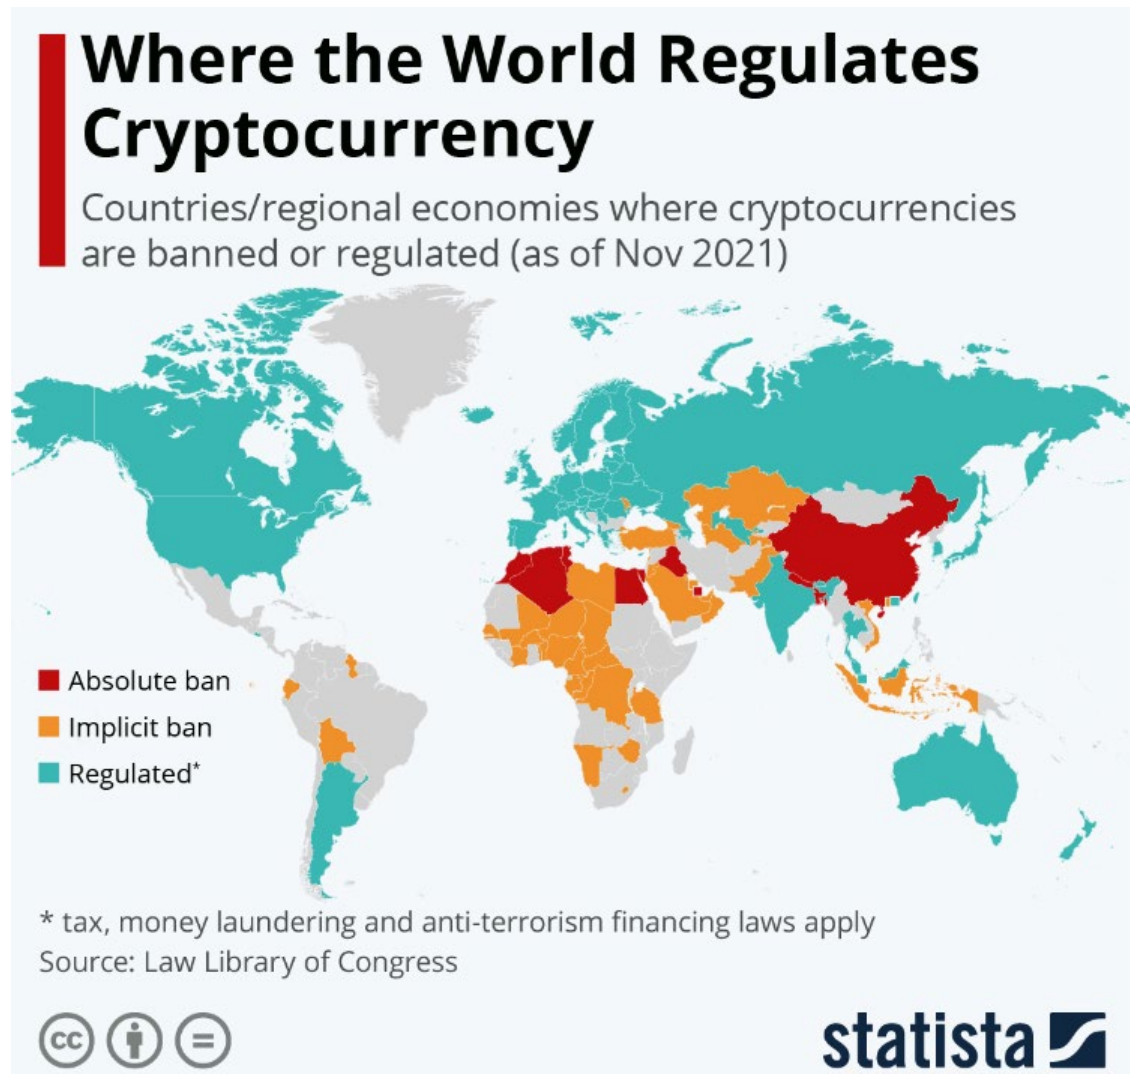 Where the World Regulates
Cryptocurrency
Countries/regional economies where cryptocurrencies
are banned or regulated (as of Nov 2021)
Absolute ban
Implicit ban
Regulated*
* tax, money laundering and anti-terrorism financing laws apply
Source: Law Library of Congress
cc
=
statista